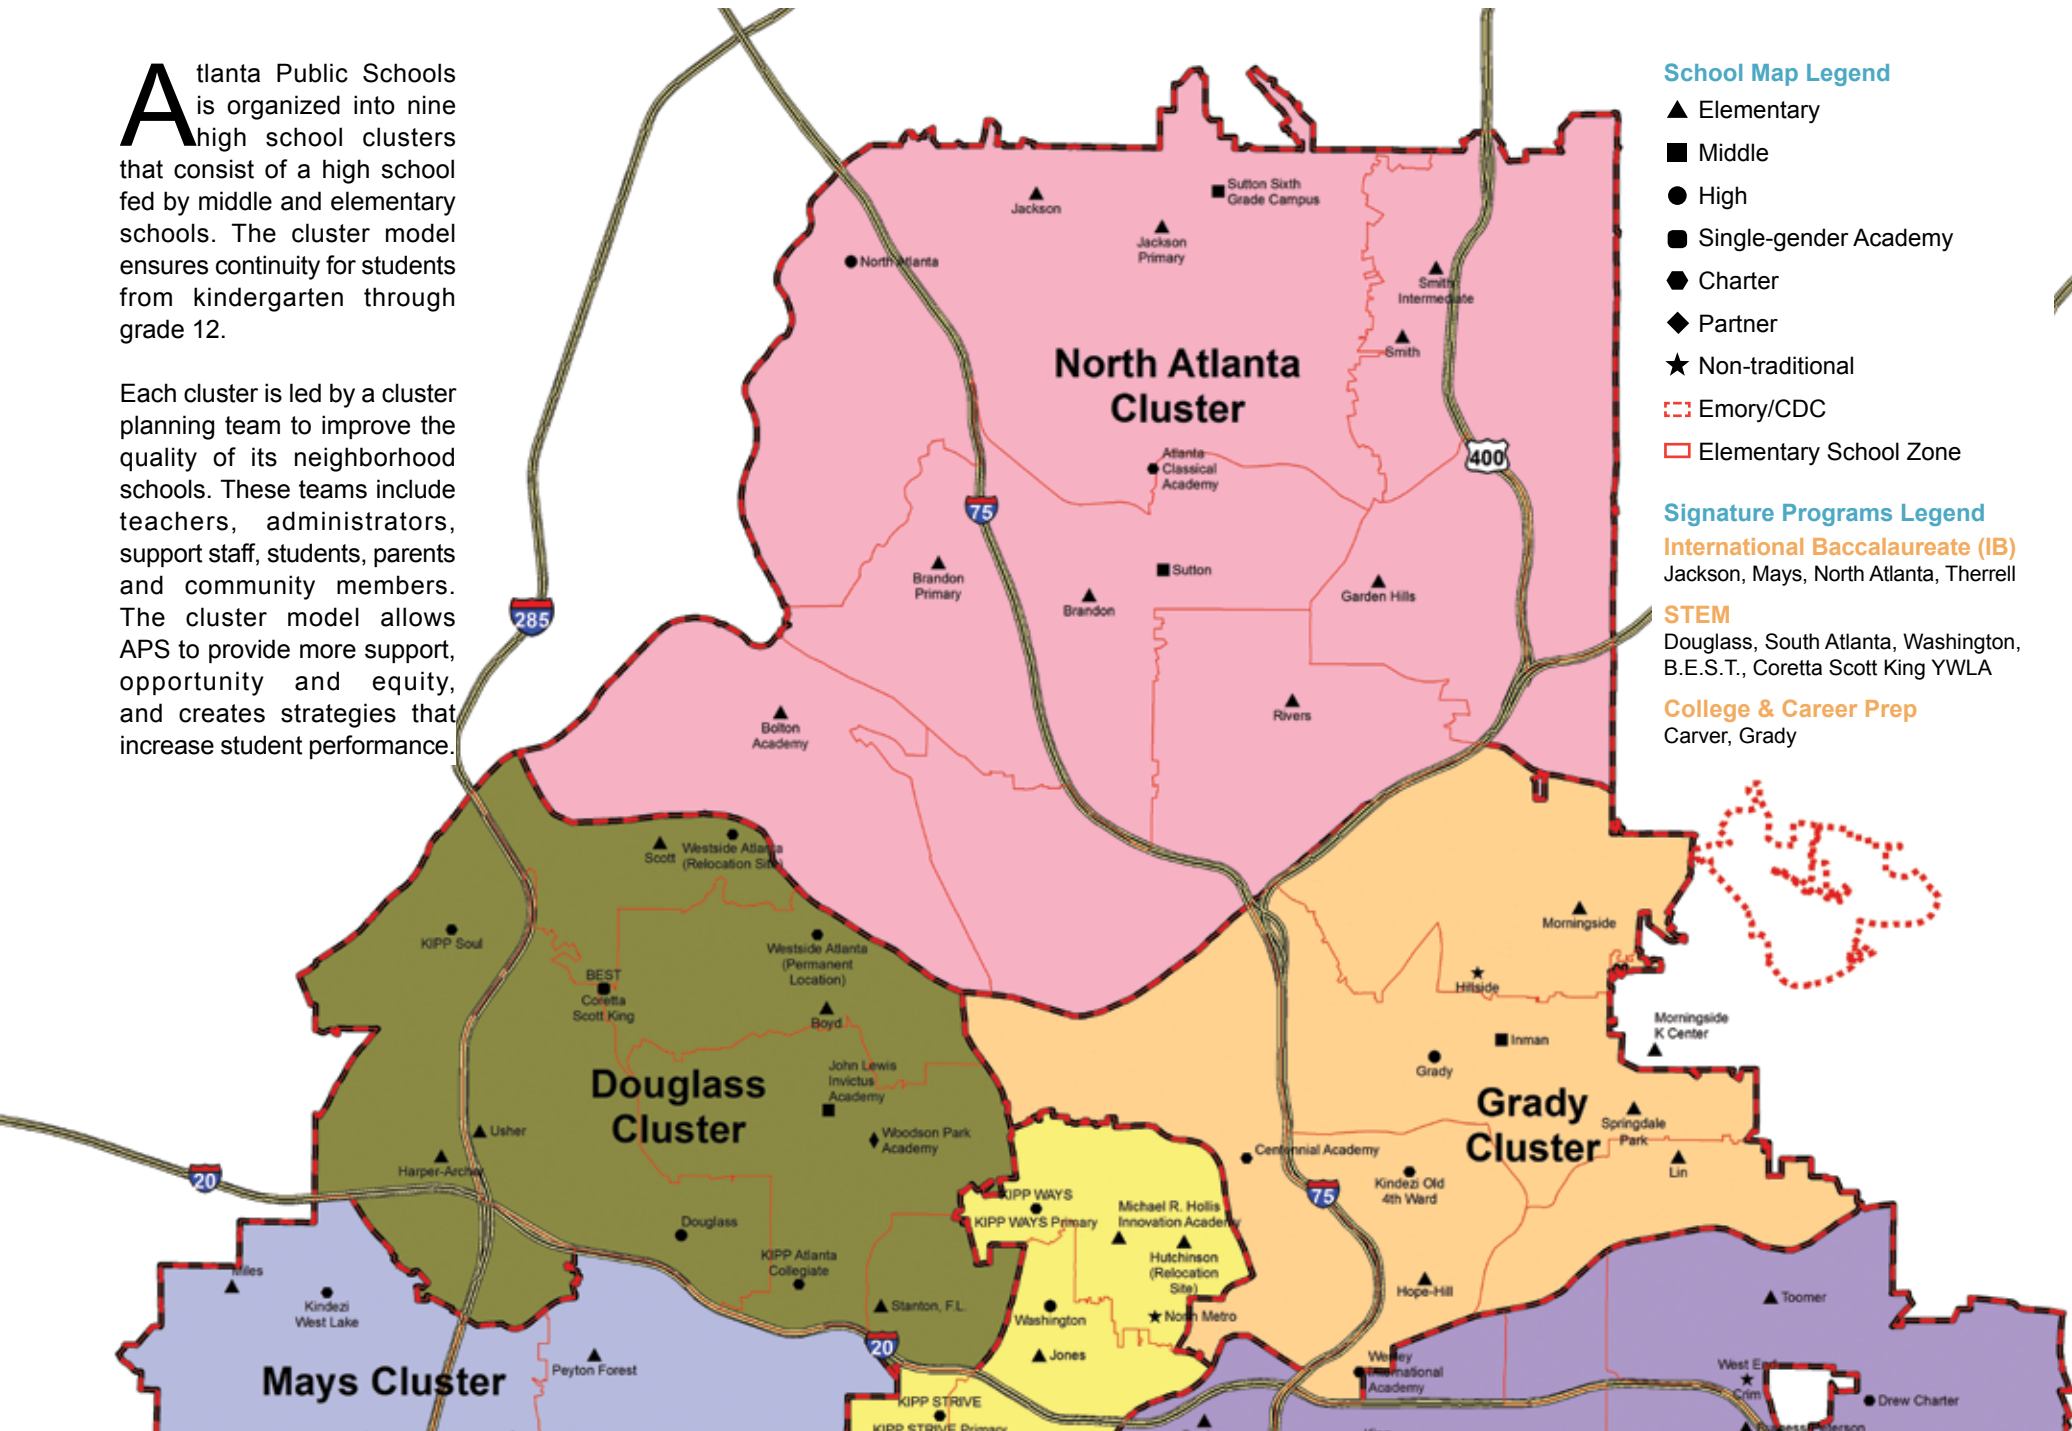 Atlanta Public Schools
is organized into nine
high school clusters
that consist of a high school
fed by middle and elementary
schools. The cluster model
ensures continuity for students
from kindergarten through
grade 12.
Each cluster is led by a cluster
planning team to improve the
quality of its neighborhood
schools. These teams include
teachers, administrators,
support staff, students, parents
and community members.
The cluster model allows
APS to provide more support,
opportunity and equity,
and creates strategies that
increase student performance.
School Map Legend
Elementary
Middle
High
Single-gender Academy
Charter
Partner
Non-traditional
Emory/CDC
Elementary School Zone
Signature Programs Legend
International Baccalaureate (IB)
Jackson, Mays, North Atlanta, Therrell
STEM
Douglass, South Atlanta, Washington,
B.E.S.T., Coretta Scott King YWLA
College & Career Prep
Carver, Grady
Jackson
Sutton Sixth
Grade Campus
Jackson
Primary
North Atlanta
Smith
Intermediate
Smith
North Atlanta
Cluster
Atlanta
Classical
Academy
400
75
285
Brandon
Primary
Brandon
Sutton
Garden Hills
Bolton
Academy
Rivers
Scott
Westside Atlanta
(Relocation Site)
KIPP Soul
Westside Atlanta
(Permanent
Location)
BEST
Coretta
Scott King
Boyd
John Lewis
Invictus
Academy
Douglass
Cluster
Woodson Park
Academy
Usher
Harper-Archer
20
Douglass
KIPP Atlanta
Collegiate
Stanton, F.L.
20
Morningside
Hillside
Morningside
K Center
Inman
Grady
Grady
Cluster
Springdale
Park
Lin
Centennial Academy
Kindezi Old
4th Ward
75
Hope-Hill
KIPP WAYS
KIPP WAYS Primary
Michael R. Hollis
Innovation Academy
Hutchinson
(Relocation
Site)
Washington
North Metro
Jones
KIPP STRIVE
KIPP STRIVE Primary
Miles
Kindezi
West Lake
Mays Cluster
Peyton Forest
Wesley
International
Academy
Toomer
West End
Crim
Drew Charter